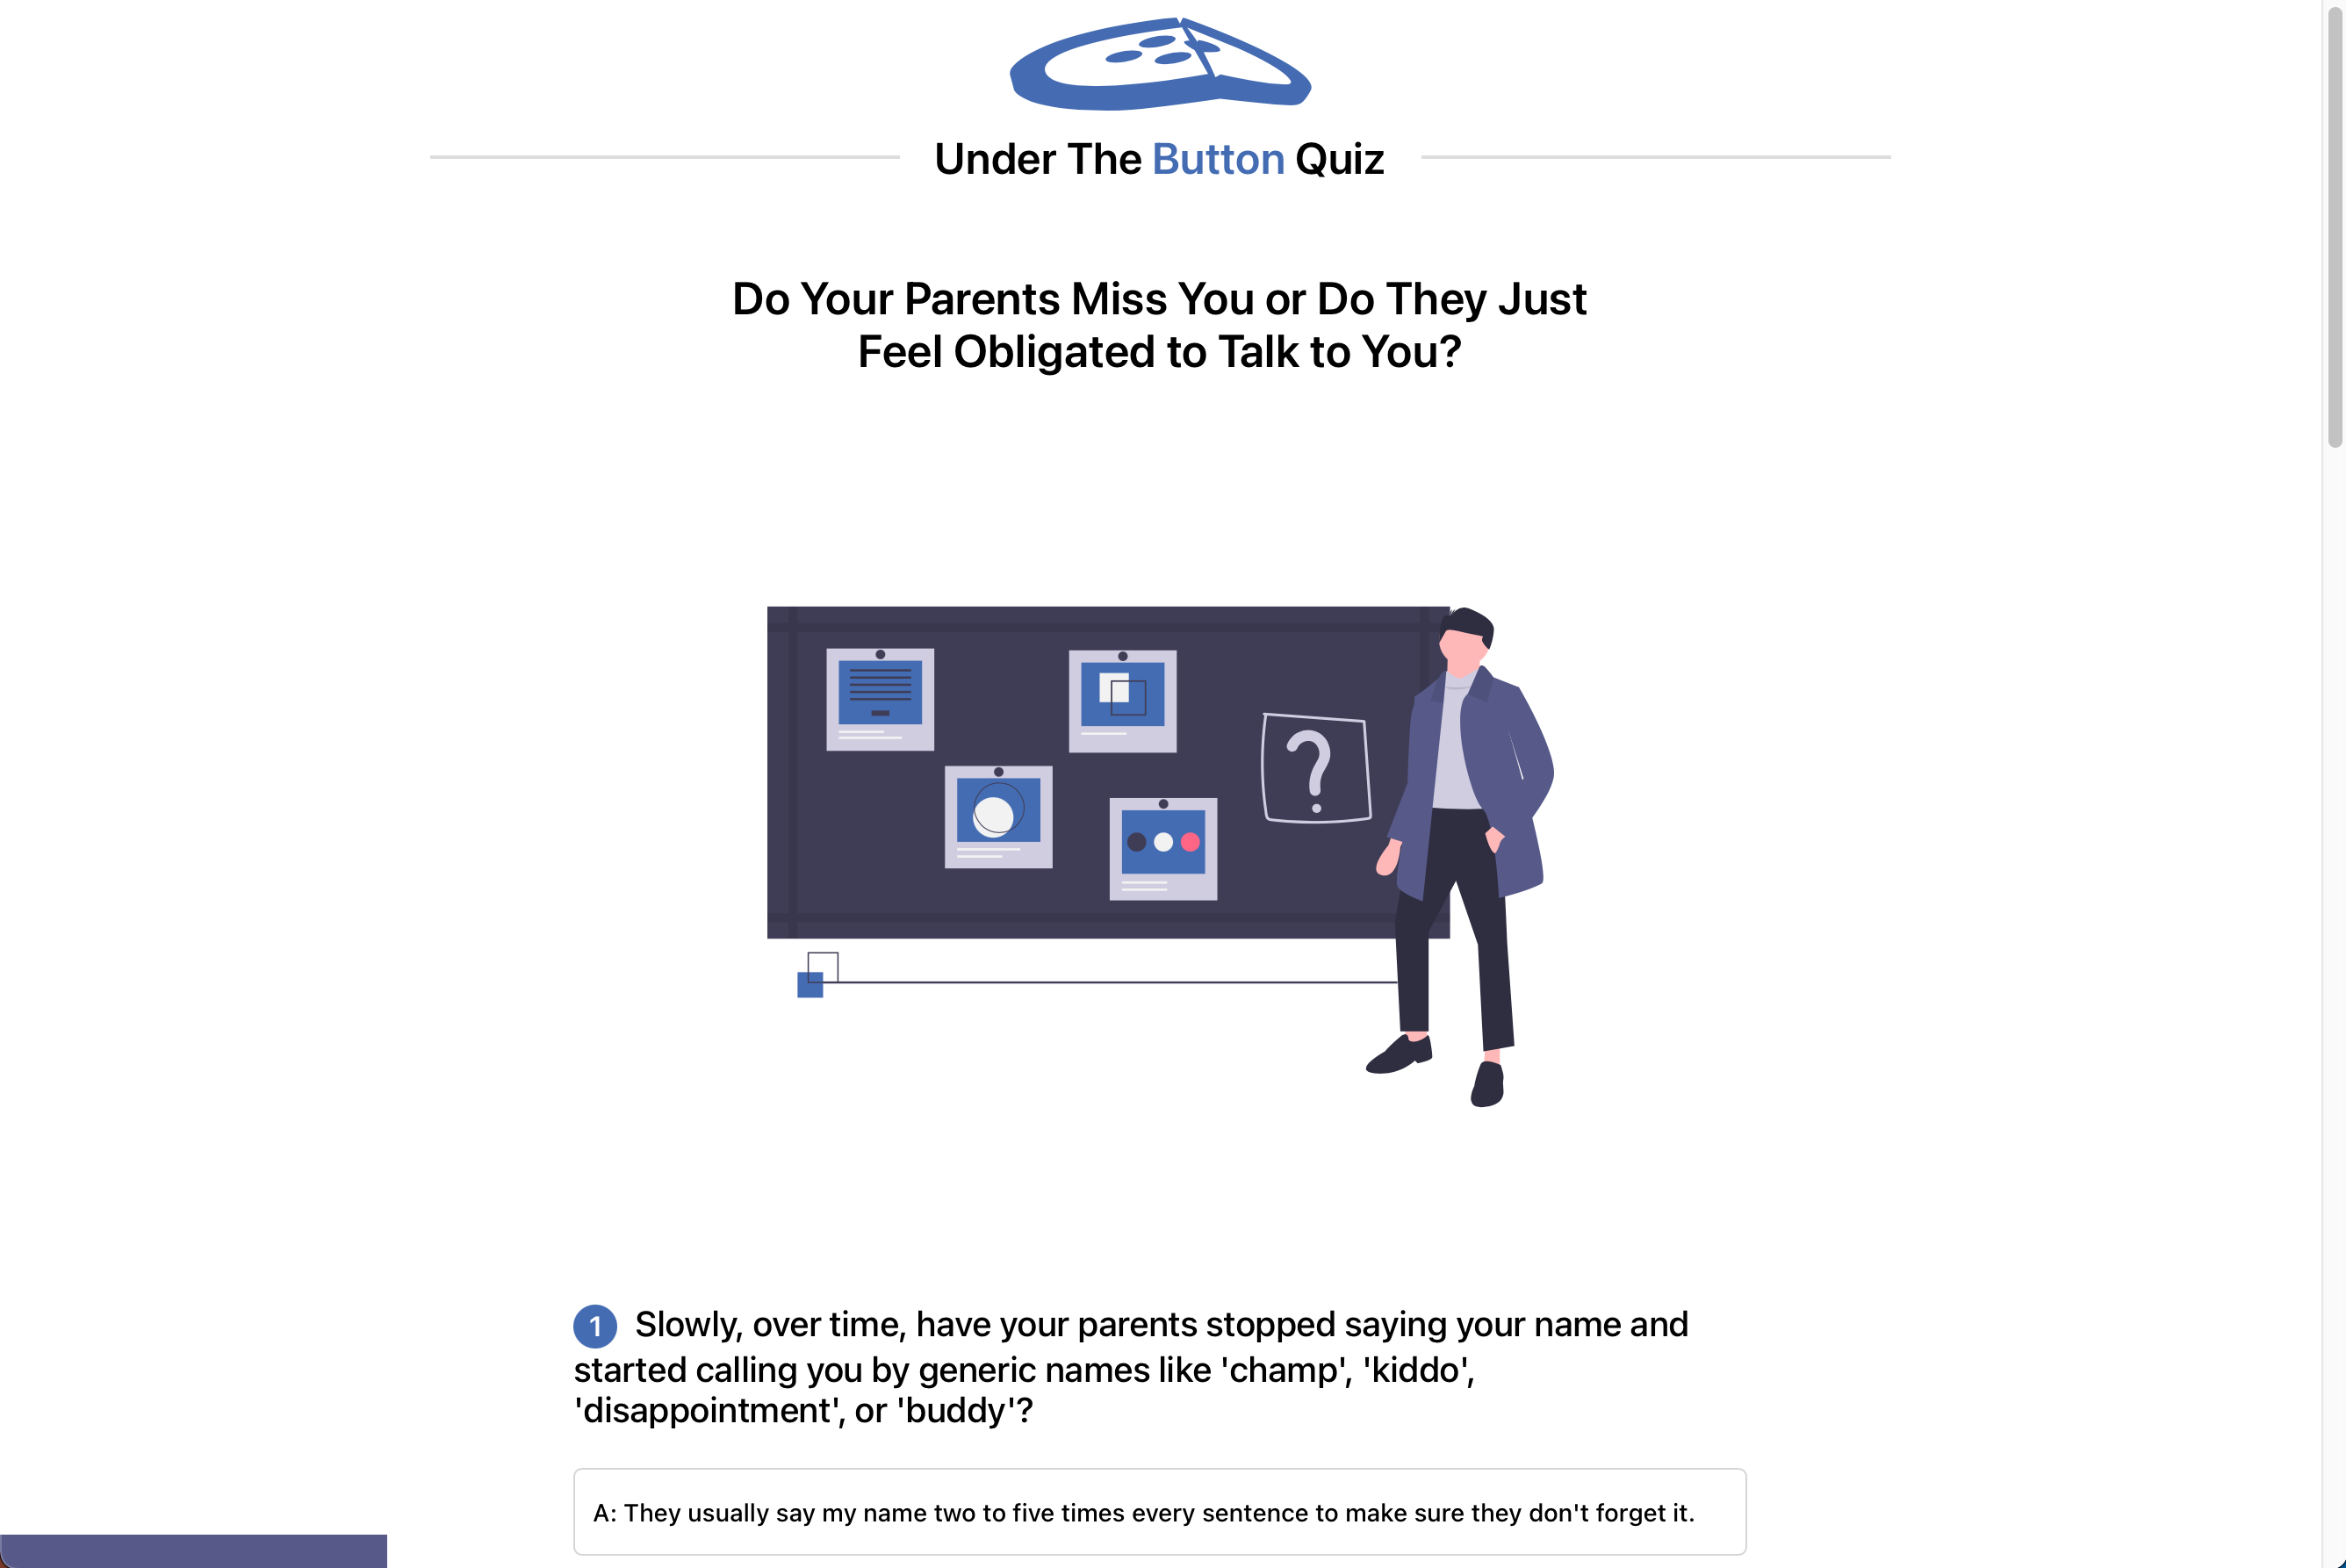 Under The Button Quiz
Do Your Parents Miss You or Do They Just
Feel Obligated to Talk to You?
?
1 Slowly, over time, have your parents stopped saying your name and
started calling you by generic names like 'champ', 'kiddo',
'disappointment', or 'buddy'?
A: They usually say my name two to five times every sentence to make sure they don't forget it.